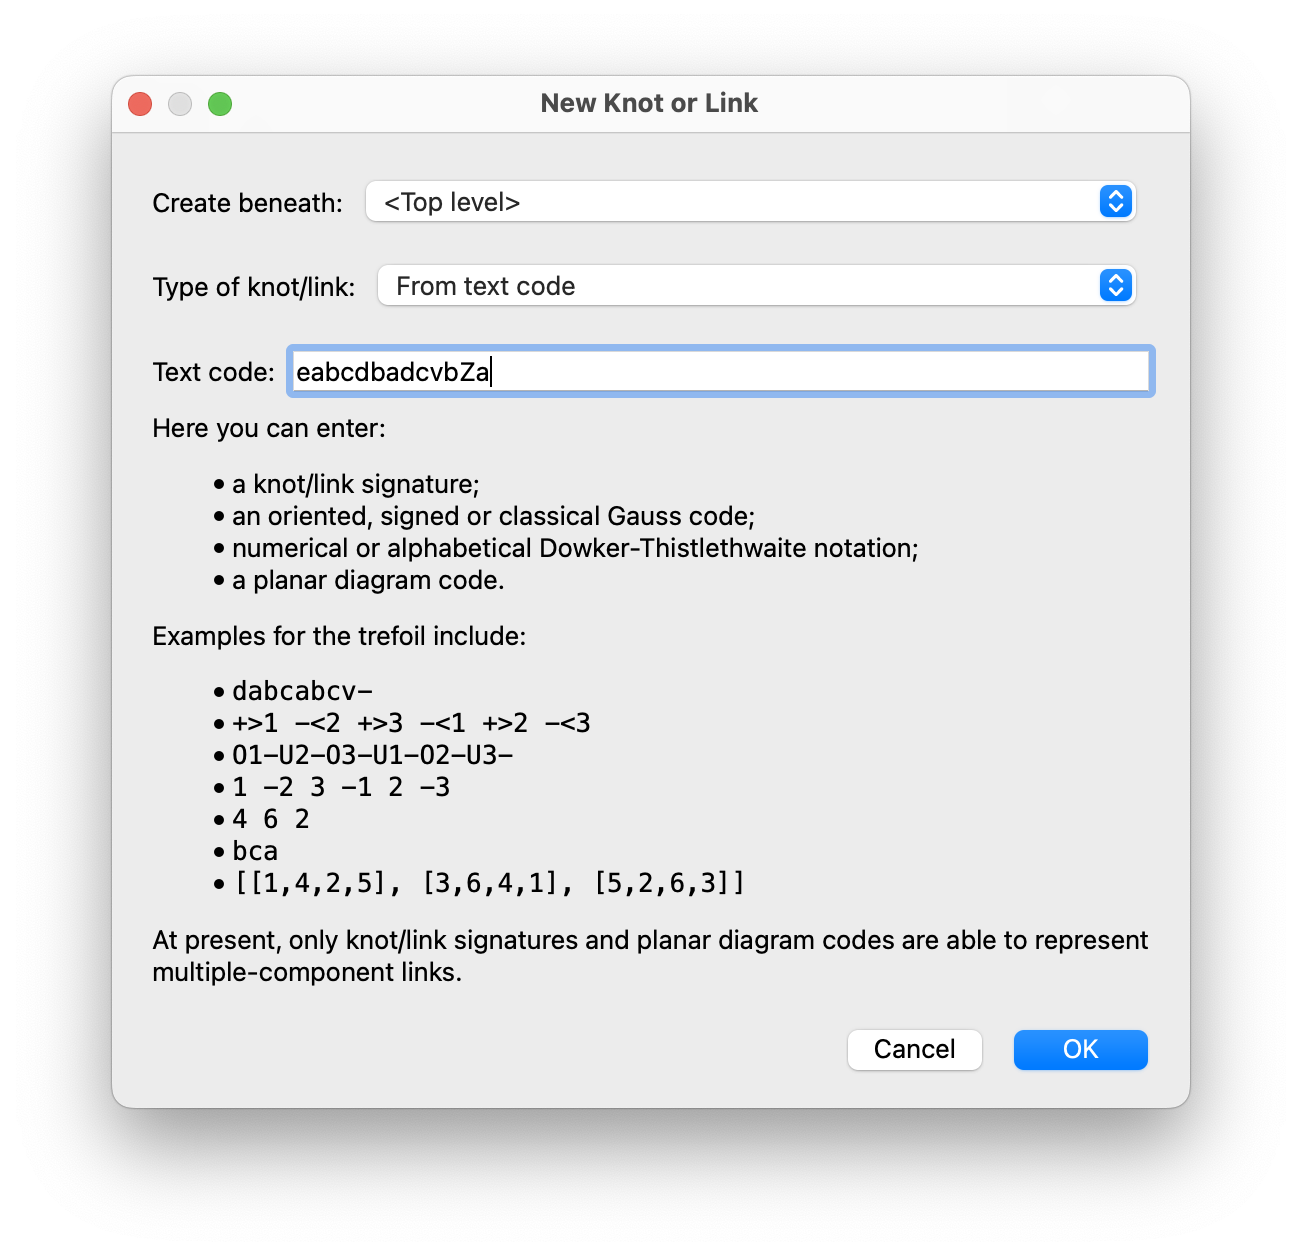 New Knot or Link
Create beneath: <Top level>
Type of knot/link: From text code
Text code: eabcdbadcvbZa
Here you can enter:
• a knot/link signature;
• an oriented, signed or classical Gauss code;
• numerical or alphabetical Dowker-Thistlethwaite notation;
• a planar diagram code.
Examples for the trefoil include:
• dabcabcv-
• +>1 -<2 +>3 -<1 +>2 -<3
• O1-U2-O3-U1-O2-U3-
• 1 -2 3 -1 2 -3
• 4 6 2
• bca
• [[1,4,2,5], [3,6,4,1], [5,2,6,3]]
At present, only knot/link signatures and planar diagram codes are able to represent
multiple-component links.
Cancel OK